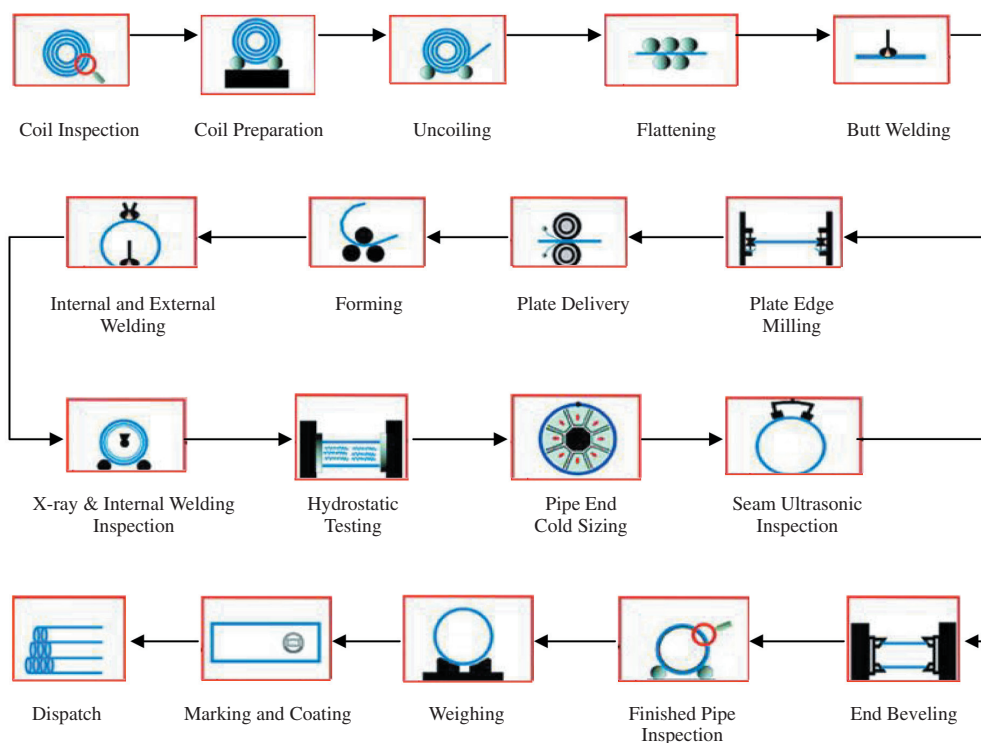 Coil Inspection
Coil Preparation
Uncoiling
Flattening
Butt Welding
Internal and External
Welding
Forming
Plate Delivery
Plate Edge
Milling
X-ray & Internal Welding
Inspection
Hydrostatic
Testing
Pipe End
Cold Sizing
Seam Ultrasonic
Inspection
Dispatch
Marking and Coating
Weighing
Finished Pipe
Inspection
End Beveling